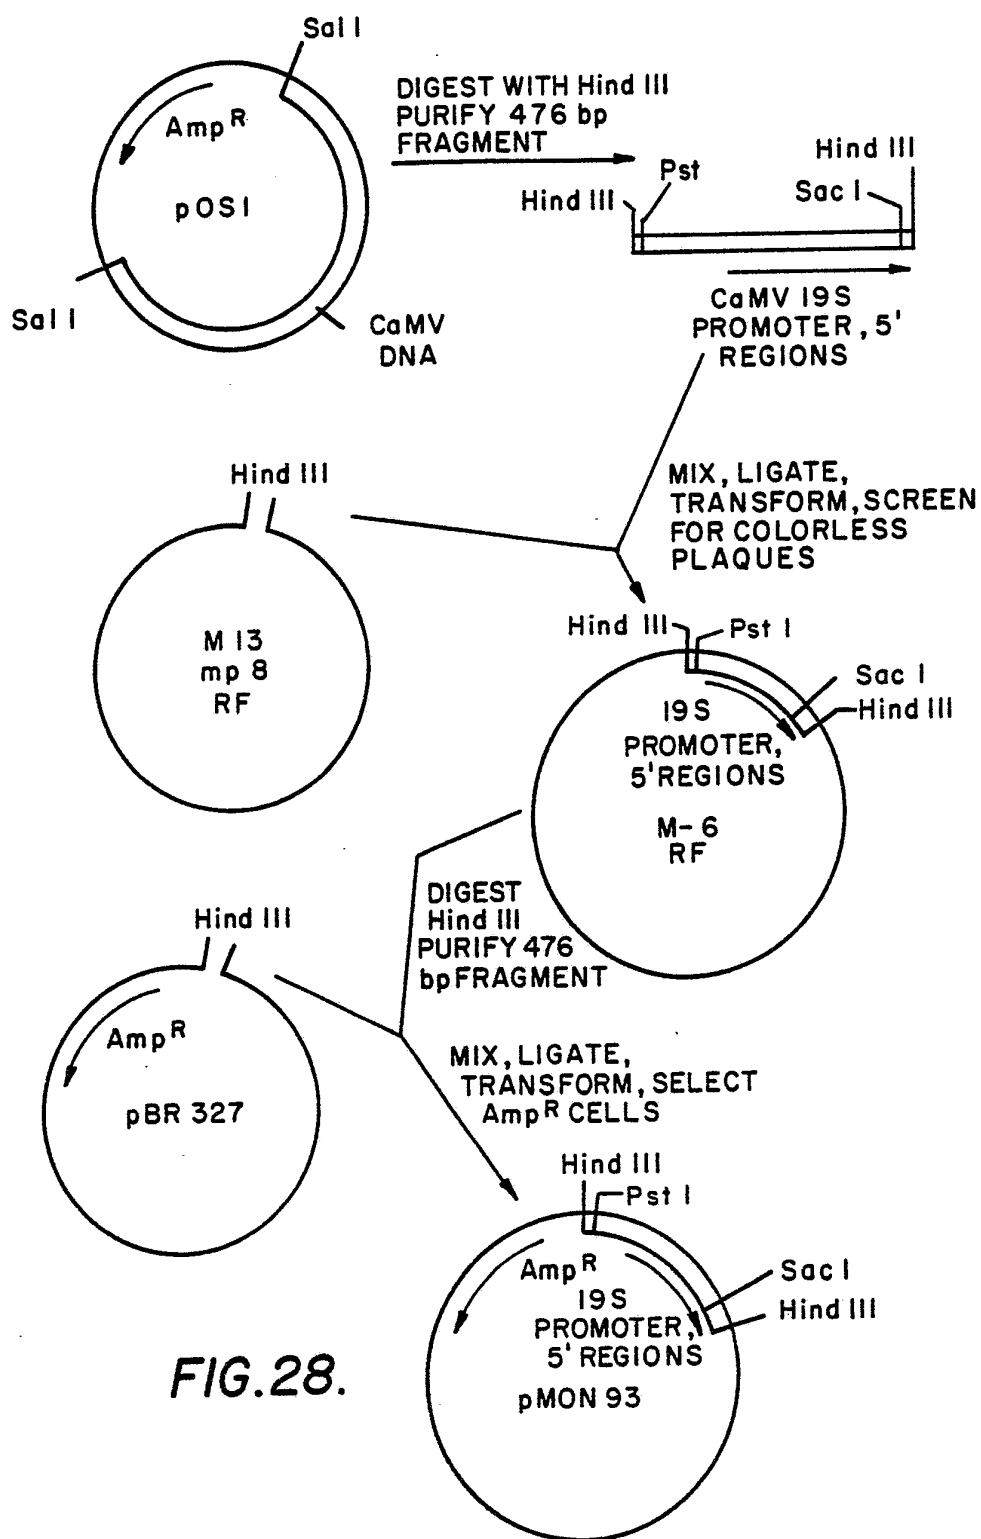 Sal I
Amp R
pOS1
Sal I
CaMV
DNA
DIGEST WITH Hind III
PURIFY 476 bp
FRAGMENT
Hind III
Pst
Sac I
Hind III
CaMV 19S
PROMOTER, 5'
REGIONS
Hind III
M 13
mp 8
RF
MIX, LIGATE,
TRANSFORM, SCREEN
FOR COLORLESS
PLAQUES
Hind III
Pst I
Sac I
Hind III
19S
PROMOTER,
5' REGIONS
M-6
RF
DIGEST
Hind III
PURIFY 476
bp FRAGMENT
Hind III
Amp R
pBR 327
MIX, LIGATE,
TRANSFORM, SELECT
Amp R CELLS
Hind III
Pst I
Sac I
Hind III
Amp R
19S
PROMOTER,
5' REGIONS
pMON 93
FIG.28.